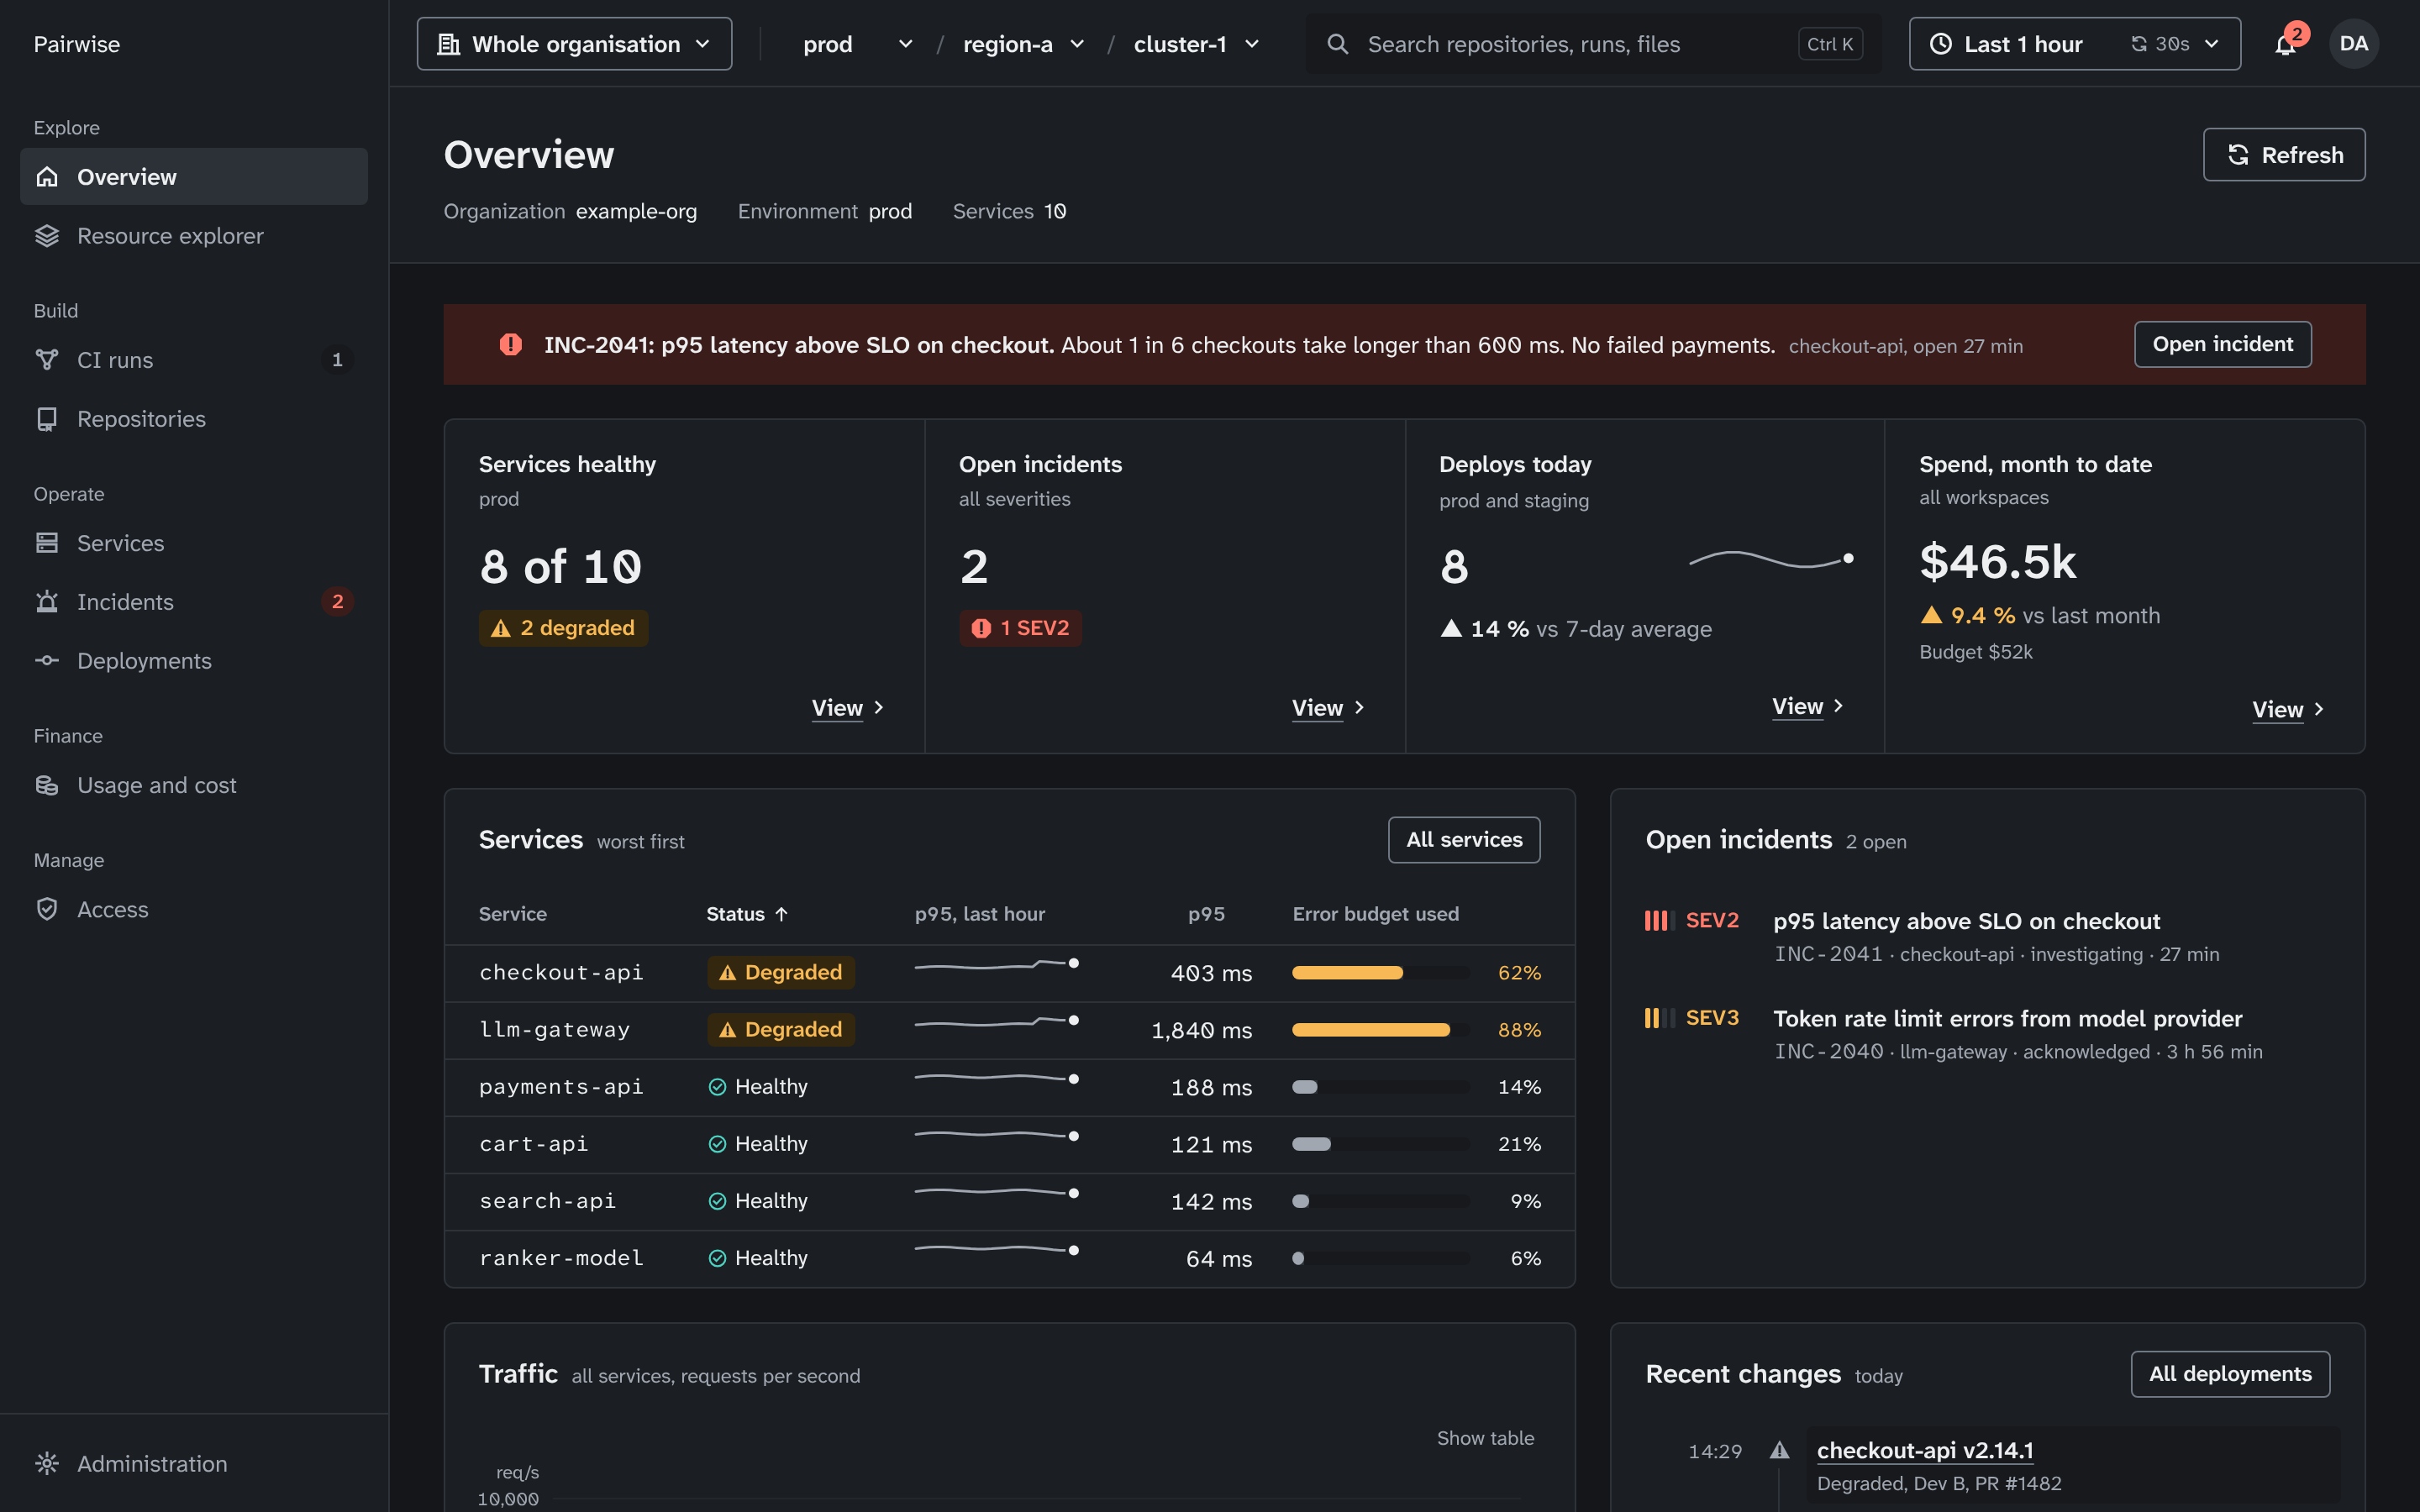 Pairwise
Whole organisation
prod / region-a / cluster-1
Search repositories, runs, files
Ctrl K
Last 1 hour
30s
2
DA
Explore
Overview
Resource explorer
Build
CI runs 1
Repositories
Operate
Services
Incidents 2
Deployments
Finance
Usage and cost
Manage
Access
Administration
Overview
Refresh
Organization example-org Environment prod Services 10
INC-2041: p95 latency above SLO on checkout. About 1 in 6 checkouts take longer than 600 ms. No failed payments. checkout-api, open 27 min
Open incident
Services healthy
prod
8 of 10
2 degraded
View
Open incidents
all severities
2
1 SEV2
View
Deploys today
prod and staging
8
14 % vs 7-day average
View
Spend, month to date
all workspaces
$46.5k
9.4 % vs last month
Budget $52k
View
Services worst first
All services
Service Status p95, last hour p95 Error budget used
checkout-api Degraded 403 ms 62%
llm-gateway Degraded 1,840 ms 88%
payments-api Healthy 188 ms 14%
cart-api Healthy 121 ms 21%
search-api Healthy 142 ms 9%
ranker-model Healthy 64 ms 6%
Open incidents 2 open
SEV2 p95 latency above SLO on checkout
INC-2041 · checkout-api · investigating · 27 min
SEV3 Token rate limit errors from model provider
INC-2040 · llm-gateway · acknowledged · 3 h 56 min
Traffic all services, requests per second
Show table
req/s
10,000
Recent changes today
All deployments
14:29 checkout-api v2.14.1
Degraded, Dev B, PR #1482